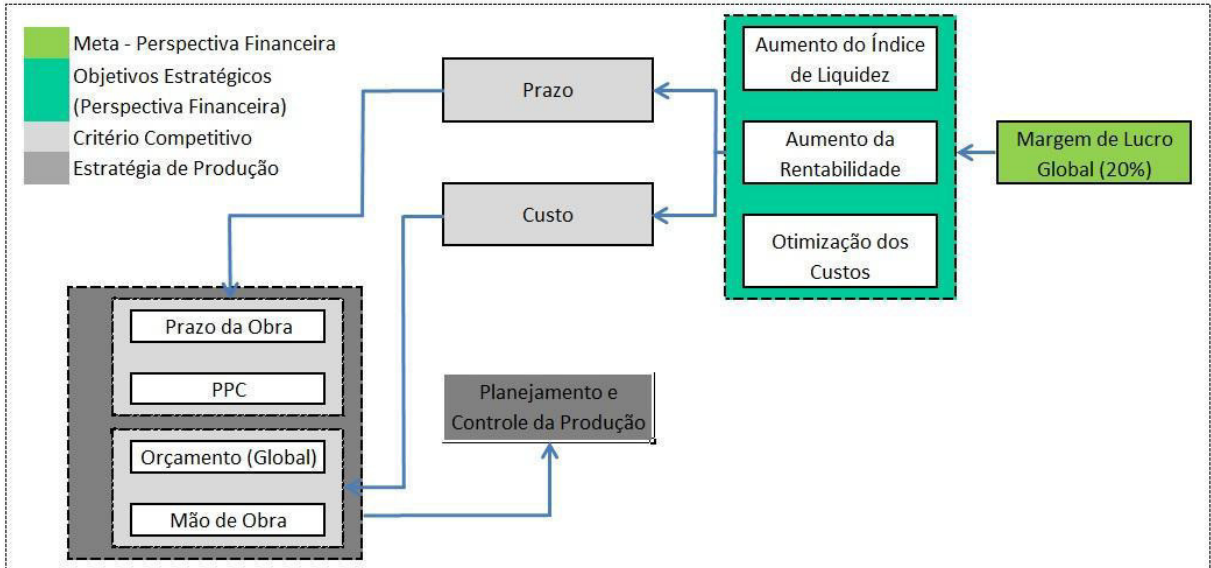 Meta - Perspectiva Financeira
Objetivos Estratégicos
(Perspectiva Financeira)
Critério Competitivo
Estratégia de Produção
Prazo
Custo
Aumento do Índice
de Liquidez
Aumento da
Rentabilidade
Otimização dos
Custos
Margem de Lucro
Global (20%)
Prazo da Obra
PPC
Orçamento (Global)
Mão de Obra
Planejamento e
Controle da Produção